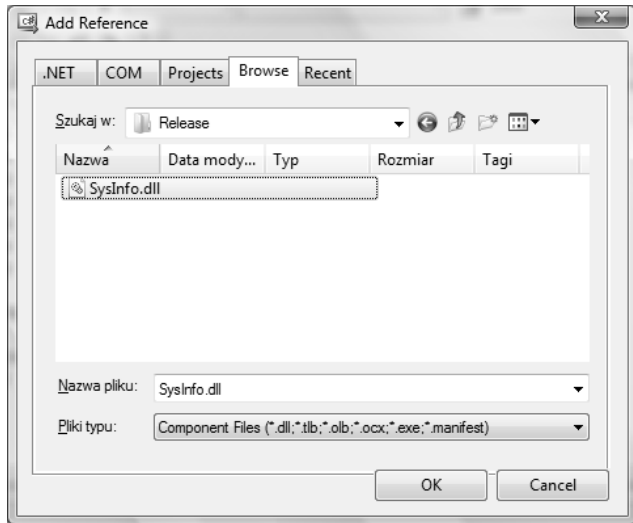 Add Reference
.NET COM Projects Browse Recent
Szukaj w: Release
Nazwa Data mody... Typ Rozmiar Tagi
SysInfo.dll
Nazwa pliku: SysInfo.dll
Pliki typu: Component Files (*.dll;*.tlb;*.olb;*.ocx;*.exe;*.manifest)
OK Cancel